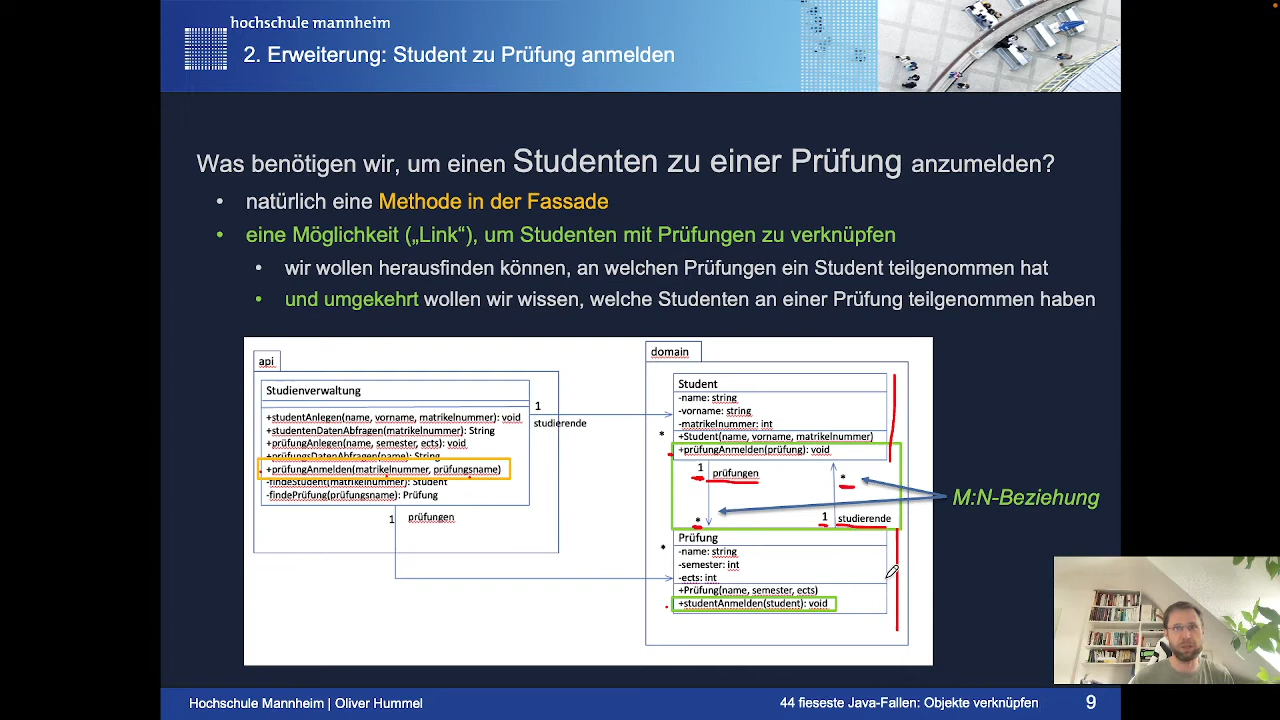 hochschule mannheim
2. Erweiterung: Student zu Prüfung anmelden
Was benötigen wir, um einen Studenten zu einer Prüfung anzumelden?
• natürlich eine Methode in der Fassade
• eine Möglichkeit („Link“), um Studenten mit Prüfungen zu verknüpfen
• wir wollen herausfinden können, an welchen Prüfungen ein Student teilgenommen hat
• und umgekehrt wollen wir wissen, welche Studenten an einer Prüfung teilgenommen haben
api
Studienverwaltung
+studentAnlegen(name, vorname, matrikelnummer): void
+studentenDatenAbfragen(matrikelnummer): String
+prüfungAnlegen(name, semester, ects): void
+prüfungsDatenAbfragen(name): String
+prüfungAnmelden(matrikelnummer, prüfungsname)
-findeStudent(matrikelnummer): Student
-findePrüfung(prüfungsname): Prüfung
1
studierende
*
1
prüfungen
*
domain
Student
-name: string
-vorname: string
-matrikelnummer: int
+Student(name, vorname, matrikelnummer)
+prüfungAnmelden(prüfung): void
1
prüfungen
*
*
1
studierende
M:N-Beziehung
Prüfung
-name: string
-semester: int
-ects: int
+Prüfung(name, semester, ects)
+studentAnmelden(student): void
Hochschule Mannheim | Oliver Hummel
44 fieseste Java-Fallen: Objekte verknüpfen
9